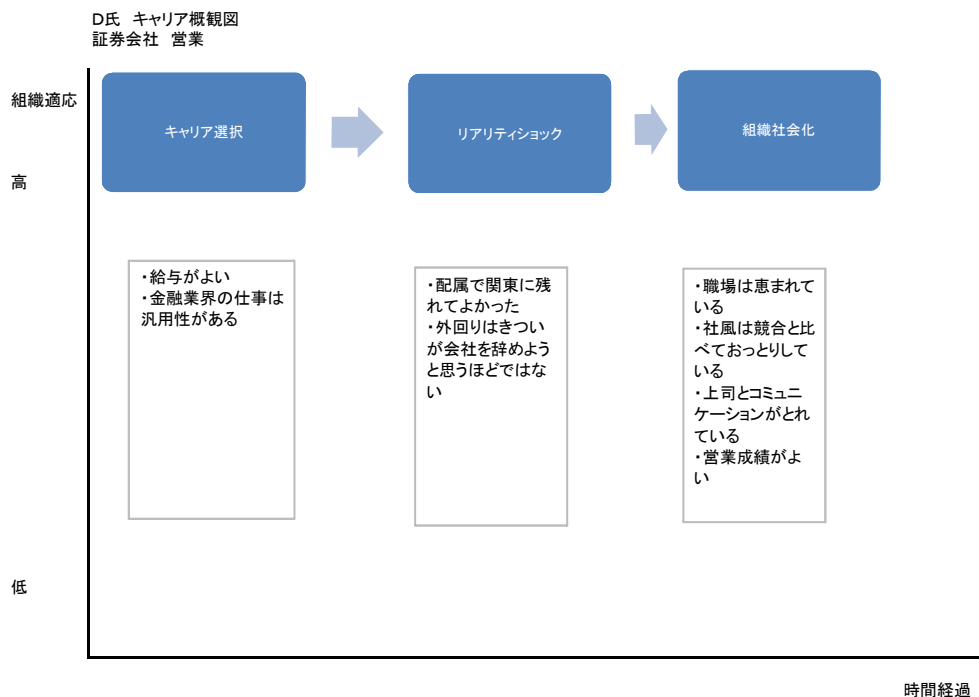 D氏　キャリア概観図
証券会社　営業
組織適応
高
低
キャリア選択
リアリティショック
組織社会化
・給与がよい
・金融業界の仕事は
汎用性がある
・配属で関東に残
れてよかった
・外回りはきつい
が会社を辞めよう
と思うほどではな
い
・職場は恵まれて
いる
・社風は競合と比
べておっとりして
いる
・上司とコミュニ
ケーションがとれ
ている
・営業成績がよ
い
時間経過